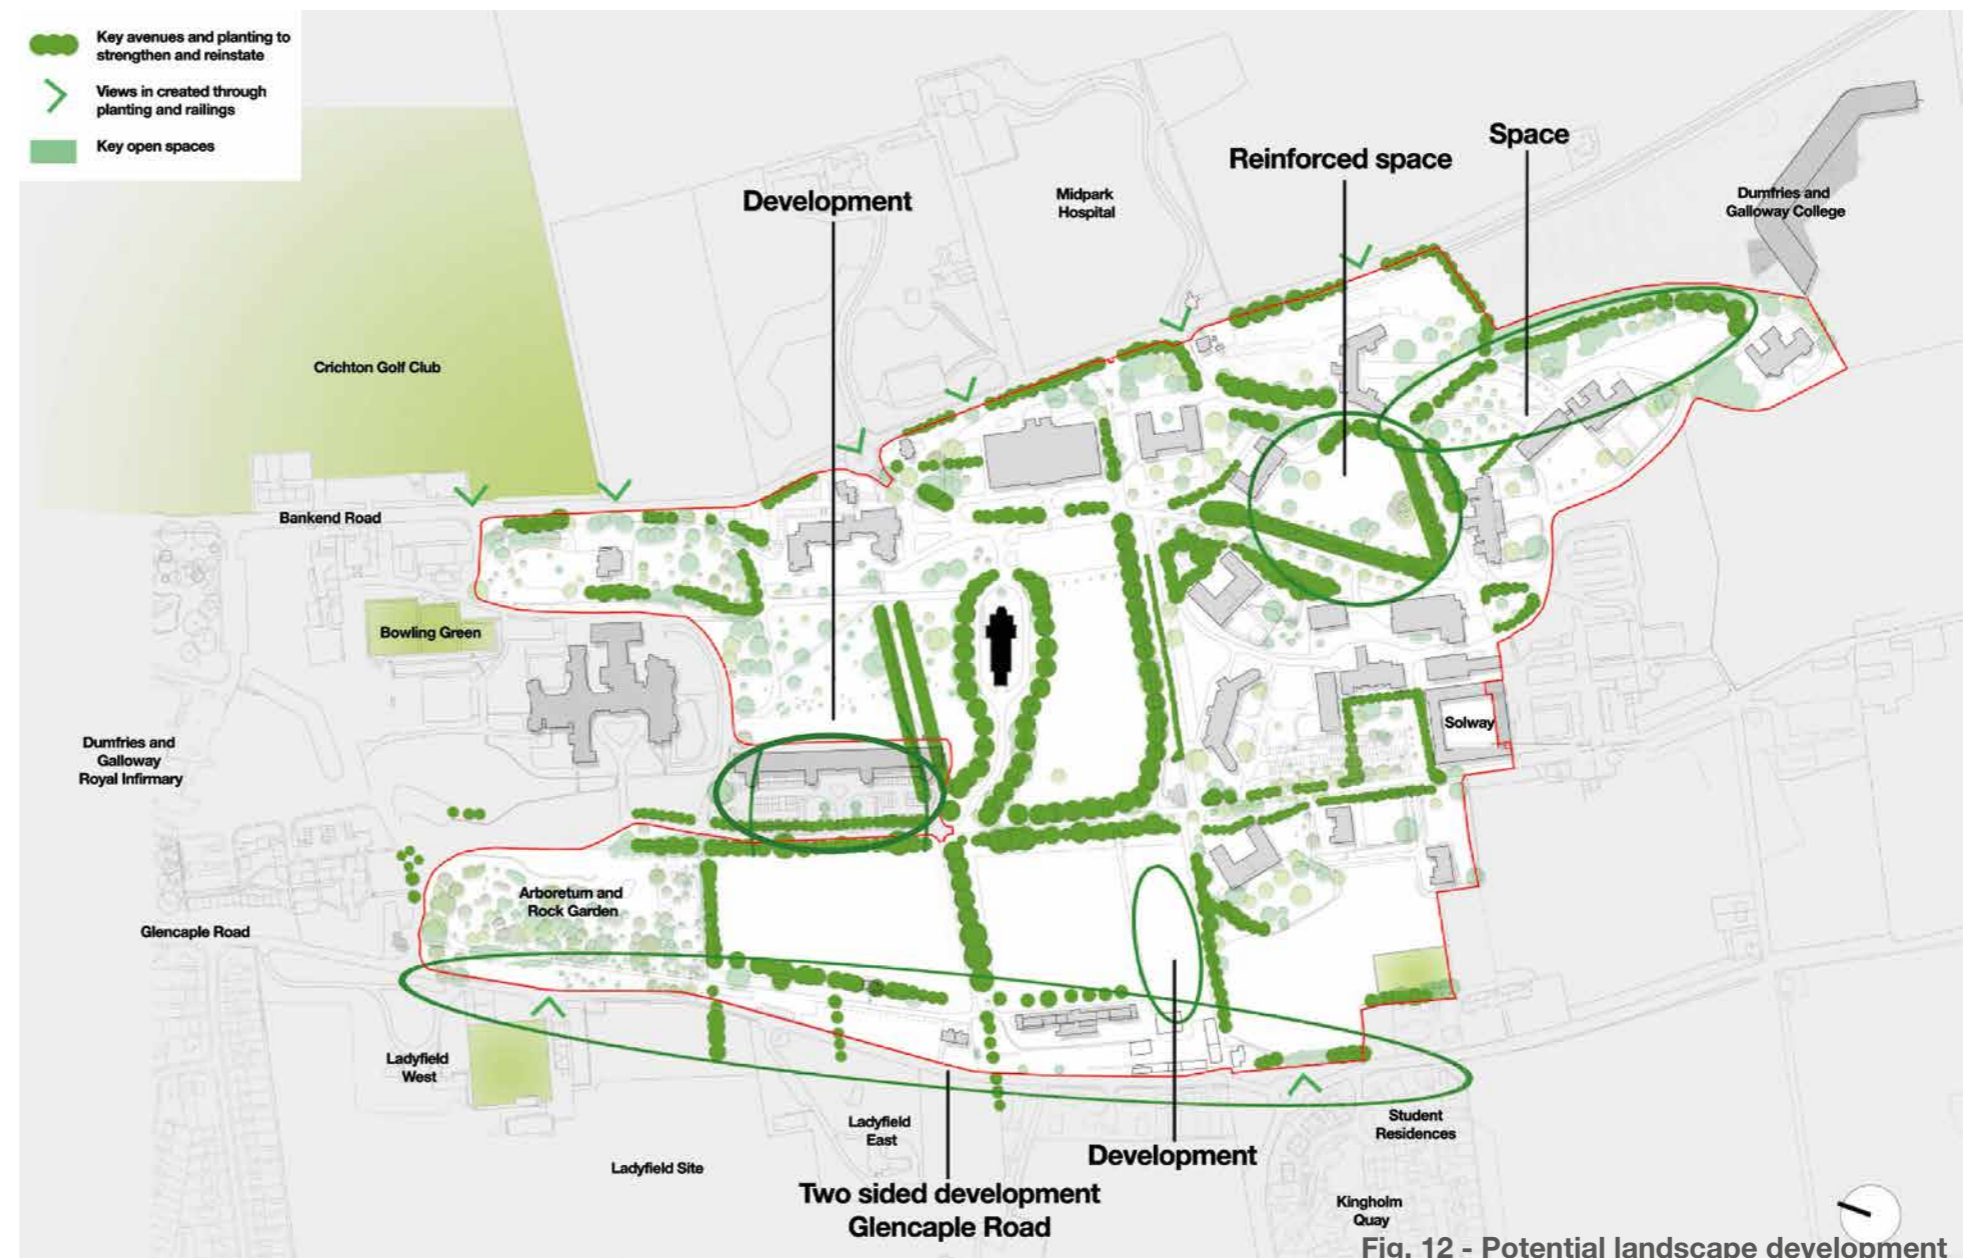 Key avenues and planting to
strengthen and reinstate
Views in created through
planting and railings
Key open spaces
Space
Reinforced space
Development
Midpark
Hospital
Dumfries and
Galloway College
Crichton Golf Club
Bankend Road
Bowling Green
Solway
Dumfries and
Galloway
Royal Infirmary
Arboretum and
Rock Garden
Glencaple Road
Ladyfield
West
Ladyfield
East
Ladyfield Site
Student
Residences
Development
Two sided development
Glencaple Road
Kingholm
Quay
Fig. 12 - Potential landscape development